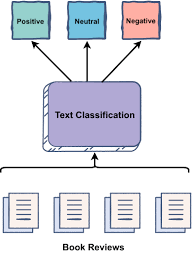 Positive Neutral Negative
Text Classification
Book Reviews